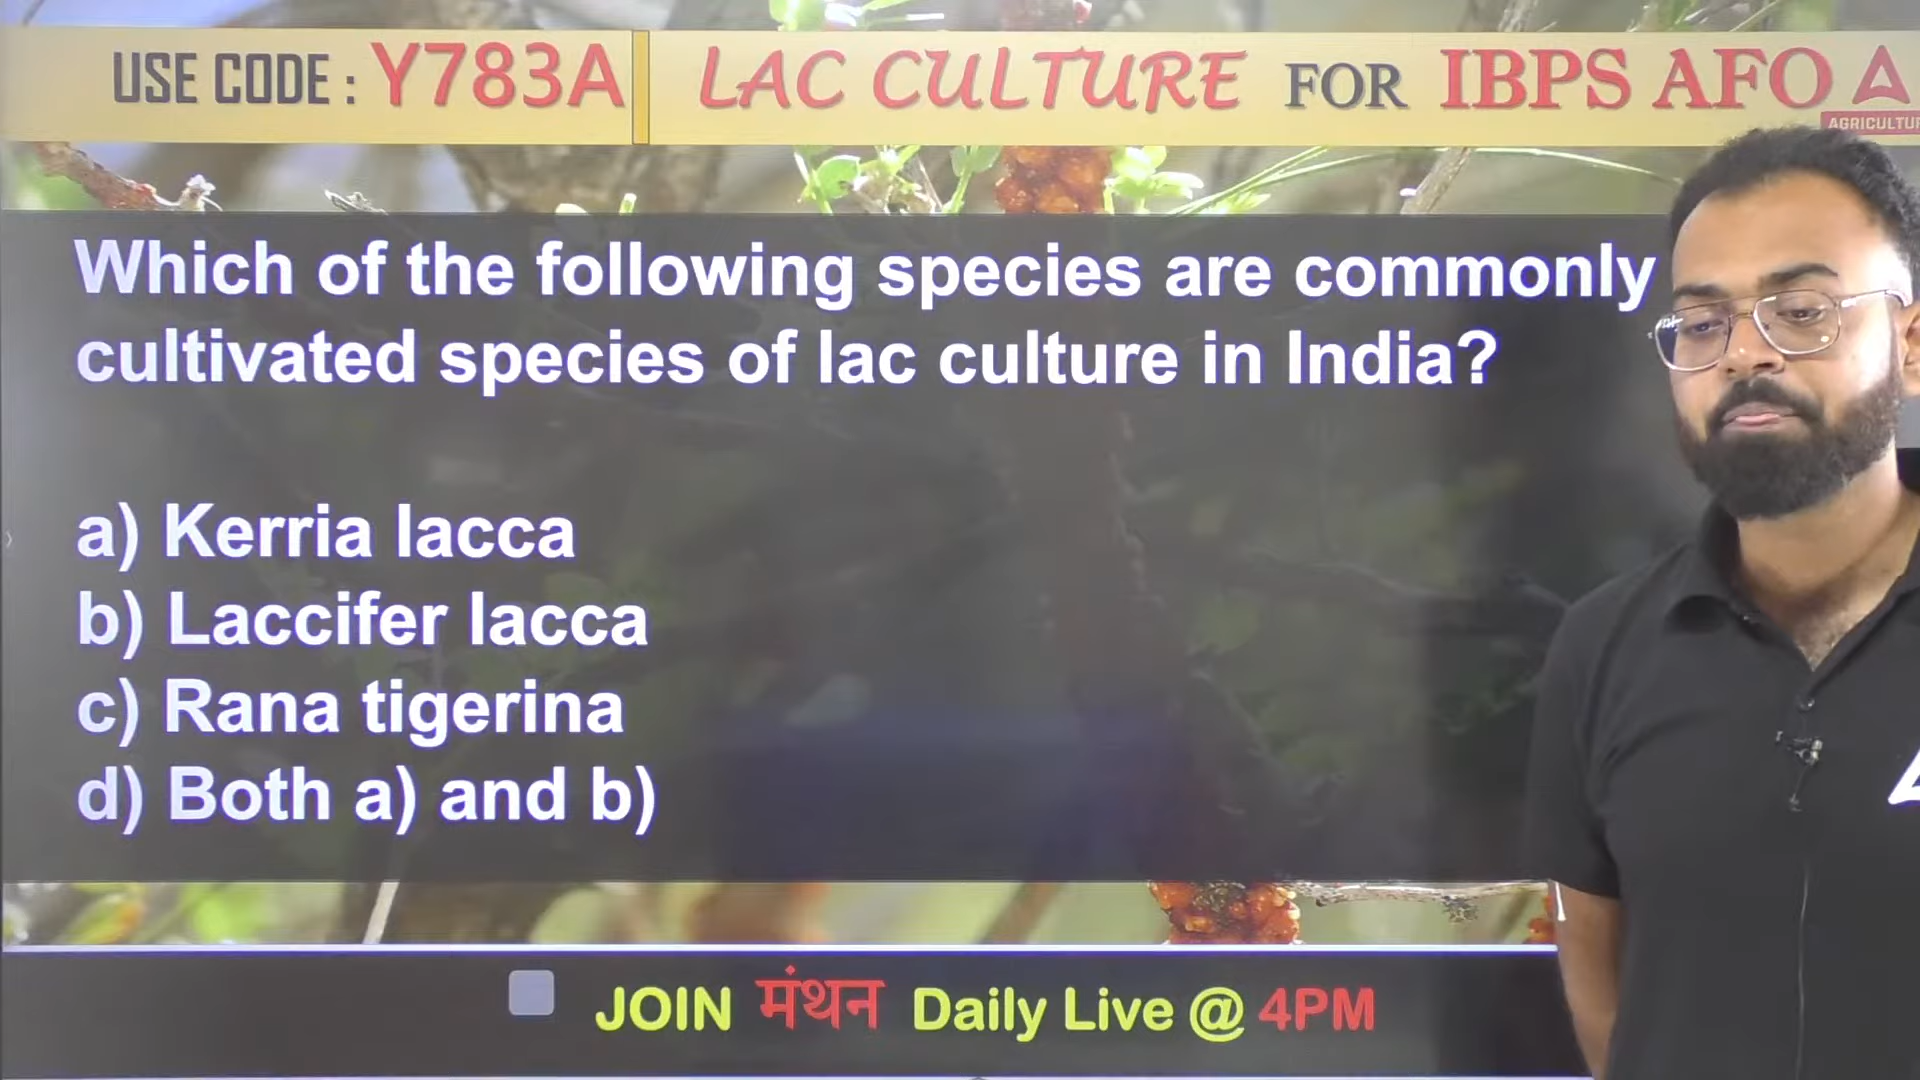 USE CODE : Y783A LAC CULTURE FOR IBPS AFO
Which of the following species are commonly
cultivated species of lac culture in India?
a) Kerria lacca
b) Laccifer lacca
c) Rana tigerina
d) Both a) and b)
JOIN मंथन Daily Live @ 4PM